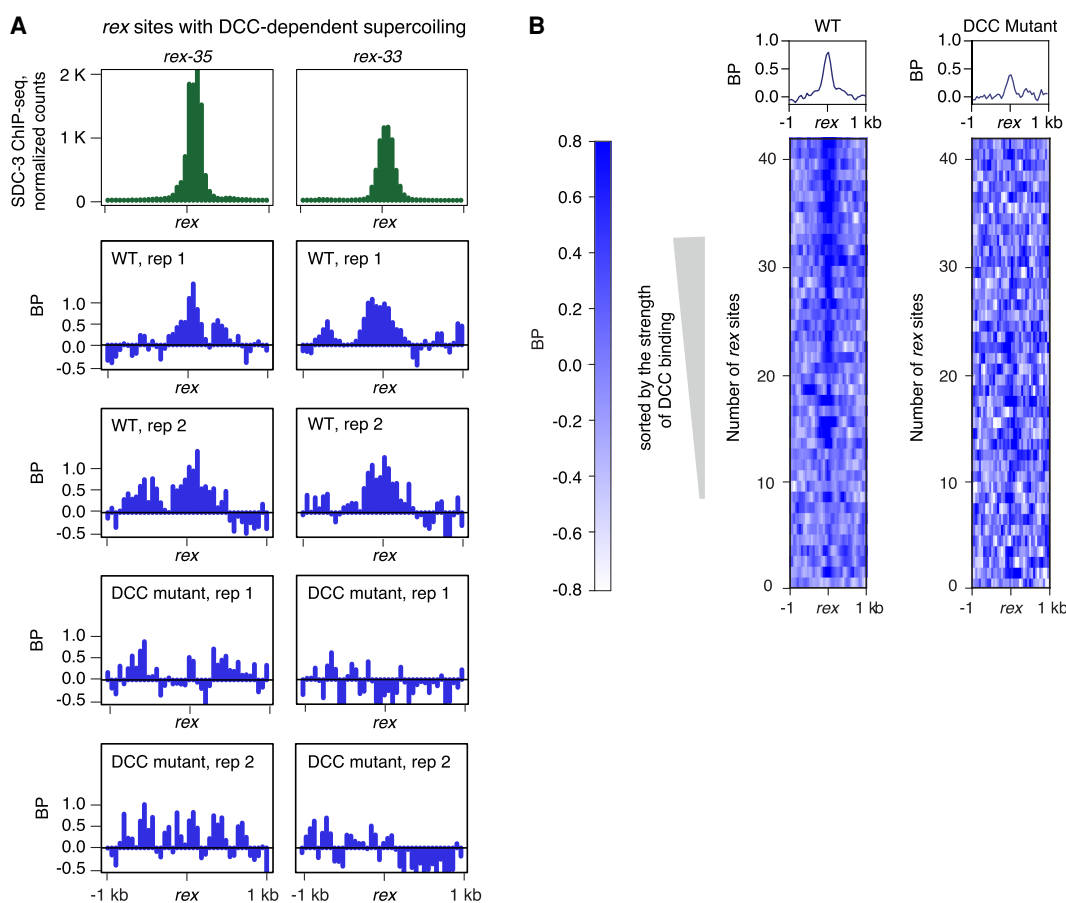 A
rex sites with DCC-dependent supercoiling
rex-35
rex-33
SDC-3 ChIP-seq,
normalized counts
2 K
1 K
0
rex
rex
WT, rep 1
WT, rep 1
BP
1.0
0.5
0.0
-0.5
rex
rex
WT, rep 2
WT, rep 2
BP
1.0
0.5
0.0
-0.5
rex
rex
DCC mutant, rep 1
DCC mutant, rep 1
BP
1.0
0.5
0.0
-0.5
rex
rex
DCC mutant, rep 2
DCC mutant, rep 2
BP
1.0
0.5
0.0
-0.5
-1 kb rex 1 kb
-1 kb rex 1 kb
B
WT
BP
1.0
0.5
0.0
-1 rex 1 kb
DCC Mutant
BP
1.0
0.5
0.0
-1 rex 1 kb
BP
0.8
0.6
0.4
0.2
0.0
-0.2
-0.4
-0.6
-0.8
sorted by the strength
of DCC binding
Number of rex sites
40
30
20
10
0
-1 rex 1 kb
Number of rex sites
40
30
20
10
0
-1 rex 1 kb